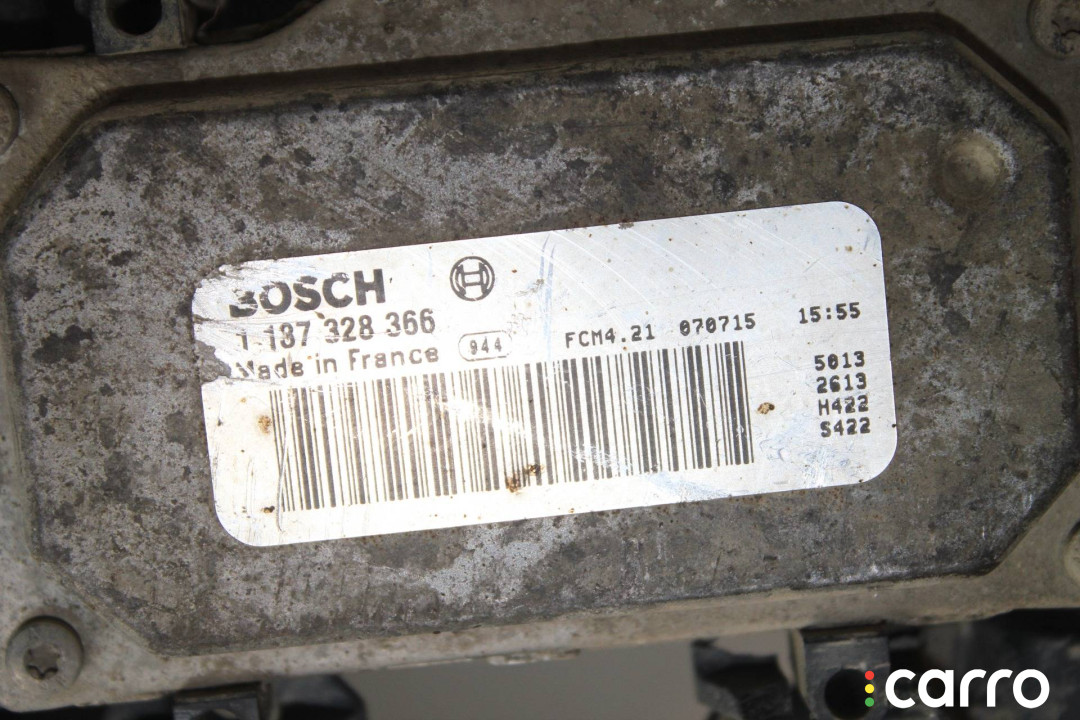 BOSCH
1 137 328 366
Made in France 944 FCM4.21 070715 15:55
5013
2613
H422
S422
carro